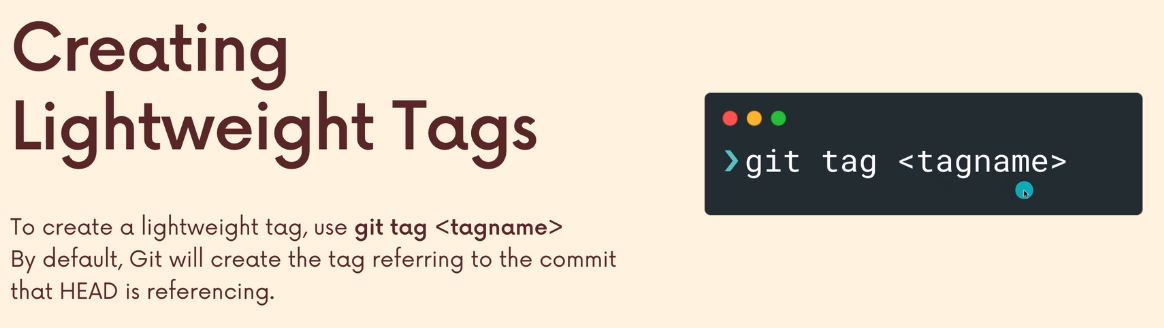 Creating
Lightweight Tags
To create a lightweight tag, use git tag <tagname>
By default, Git will create the tag referring to the commit
that HEAD is referencing.
❯git tag <tagname>